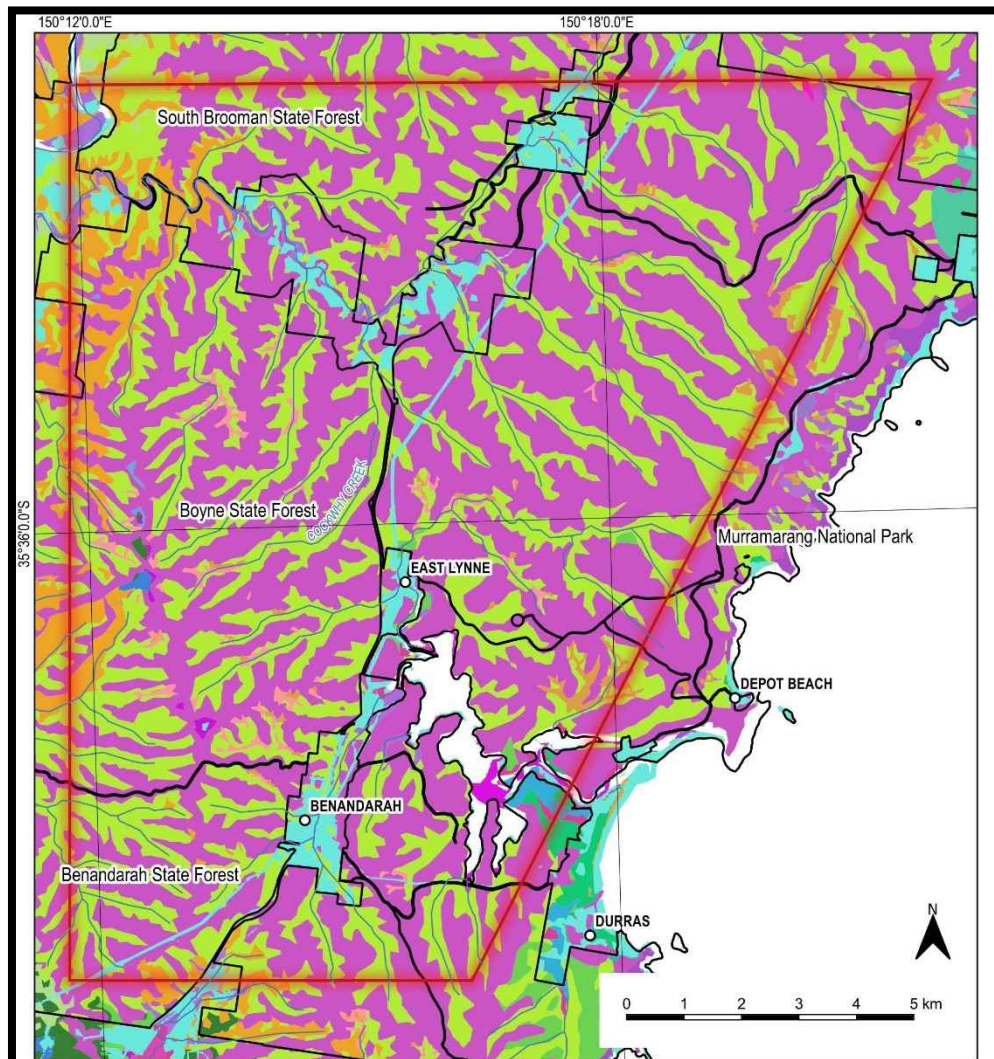 150°12'0.0"E
150°18'0.0"E
South Brooman State Forest
35°36'0.0"S
Boyne State Forest
COCKWHY CREEK
Murramarang National Park
EAST LYNNE
DEPOT BEACH
BENANDARAH
Benandarah State Forest
DURRAS
N
0 1 2 3 4 5 km